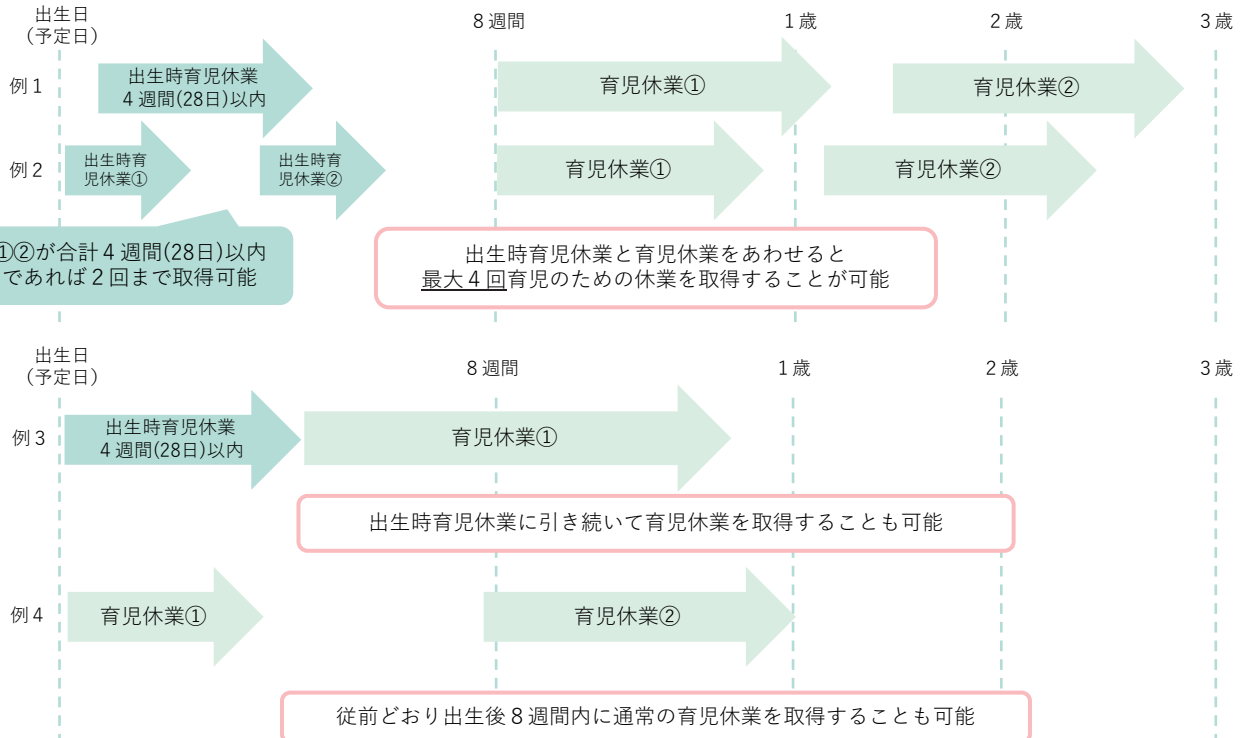 出生日
(予定日)
8週間
1歳
2歳
3歳
例1
出生時育児休業
4週間(28日)以内
育児休業①
育児休業②
例2
出生時育
児休業①
出生時育
児休業②
育児休業①
育児休業②
①②が合計4週間(28日)以内
であれば2回まで取得可能
出生時育児休業と育児休業をあわせると
最大4回育児のための休業を取得することが可能
出生日
(予定日)
8週間
1歳
2歳
3歳
例3
出生時育児休業
4週間(28日)以内
育児休業①
出生時育児休業に引き続いて育児休業を取得することも可能
例4
育児休業①
育児休業②
従前どおり出生後8週間内に通常の育児休業を取得することも可能